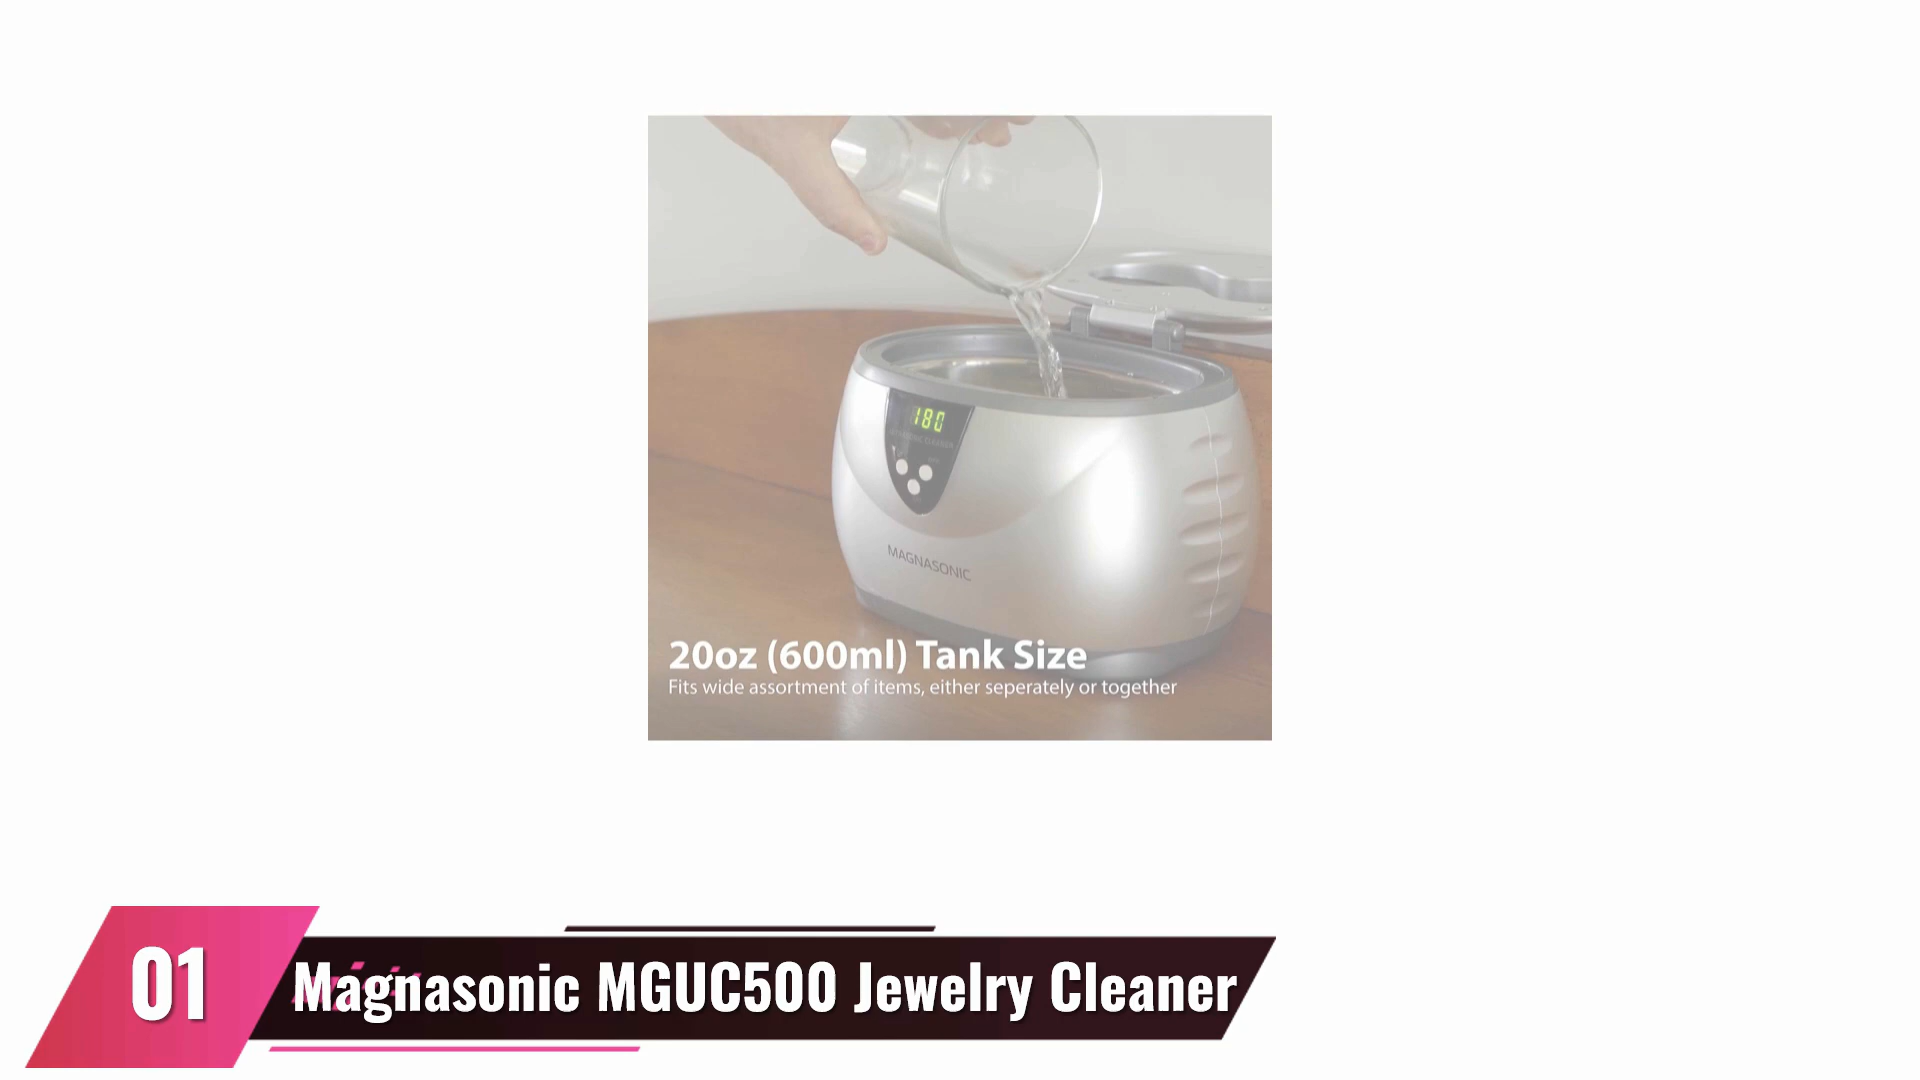 180
MAGNASONIC
20oz (600ml) Tank Size
Fits wide assortment of items, either seperately or together
01 Magnasonic MGUC500 Jewelry Cleaner